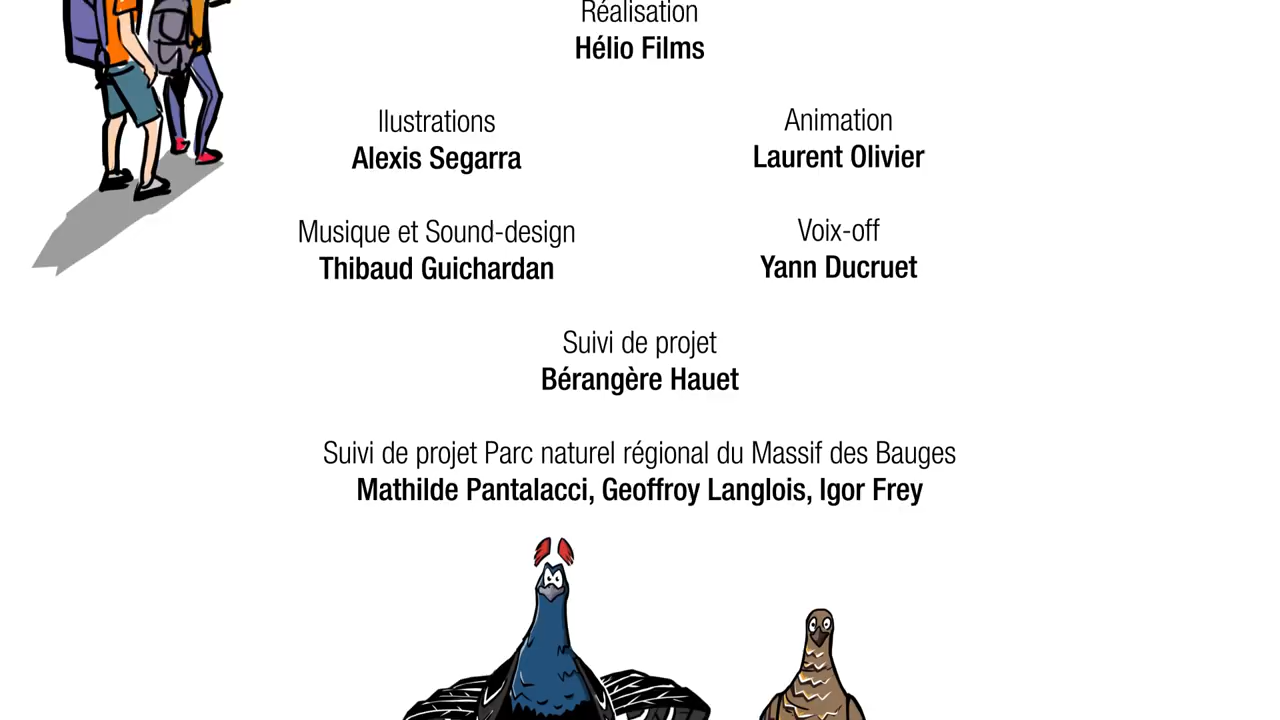 Réalisation
Hélio Films
Ilustrations
Alexis Segarra
Animation
Laurent Olivier
Musique et Sound-design
Thibaud Guichardan
Voix-off
Yann Ducruet
Suivi de projet
Bérangère Hauet
Suivi de projet Parc naturel régional du Massif des Bauges
Mathilde Pantalacci, Geoffroy Langlois, Igor Frey